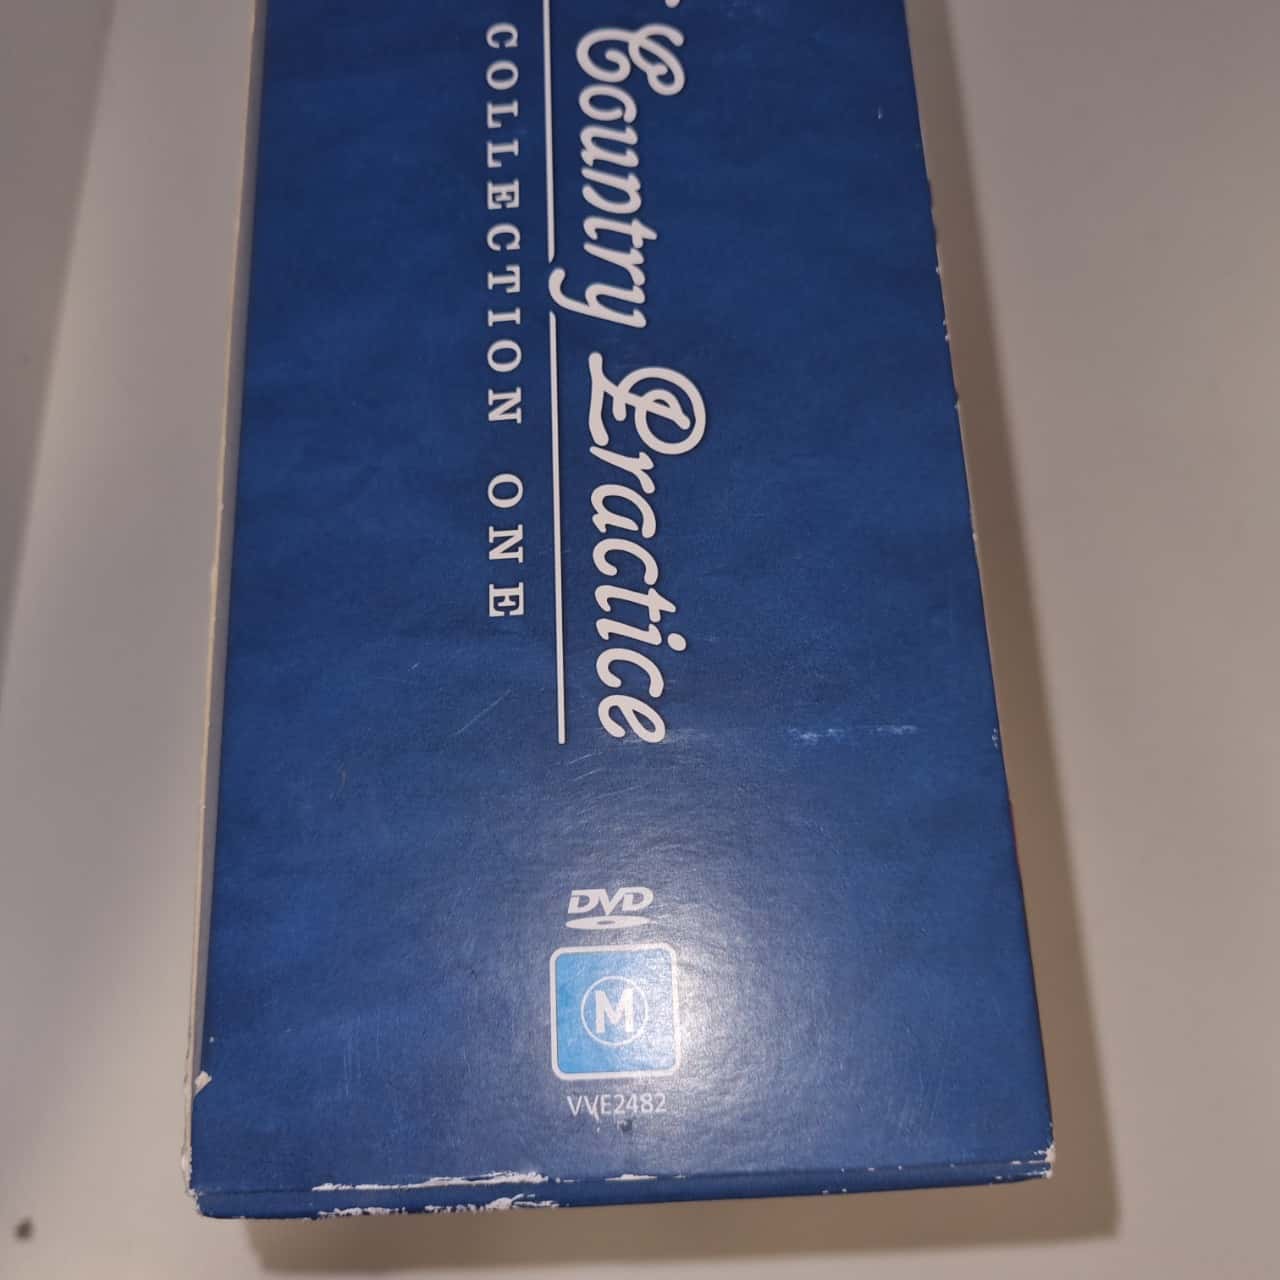 Country Practice
COLLECTION ONE
DVD
M
VVE2482